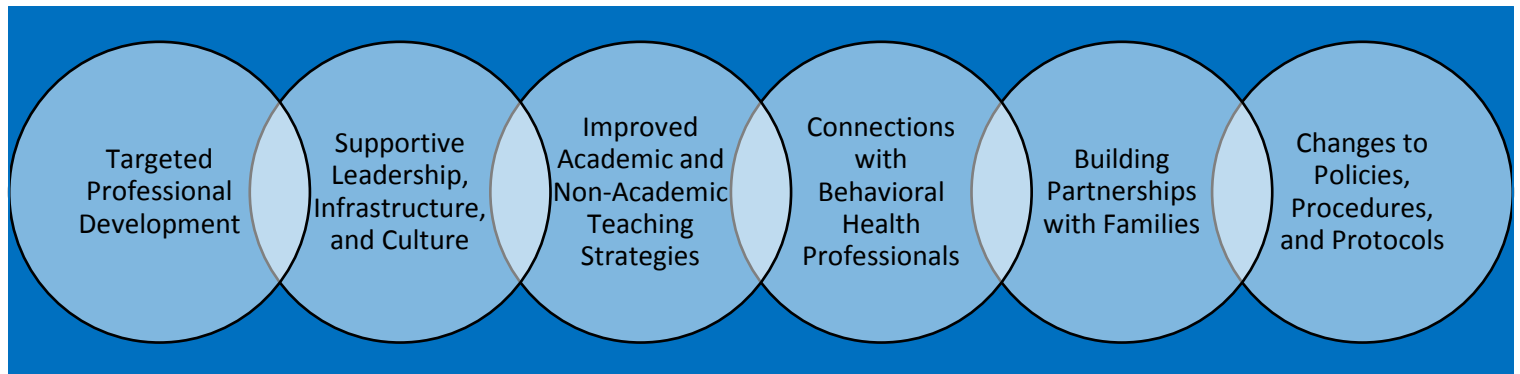 Targeted
Professional
Development
Supportive
Leadership,
Infrastructure,
and Culture
Improved
Academic and
Non-Academic
Teaching
Strategies
Connections
with
Behavioral
Health
Professionals
Building
Partnerships
with Families
Changes to
Policies,
Procedures,
and Protocols